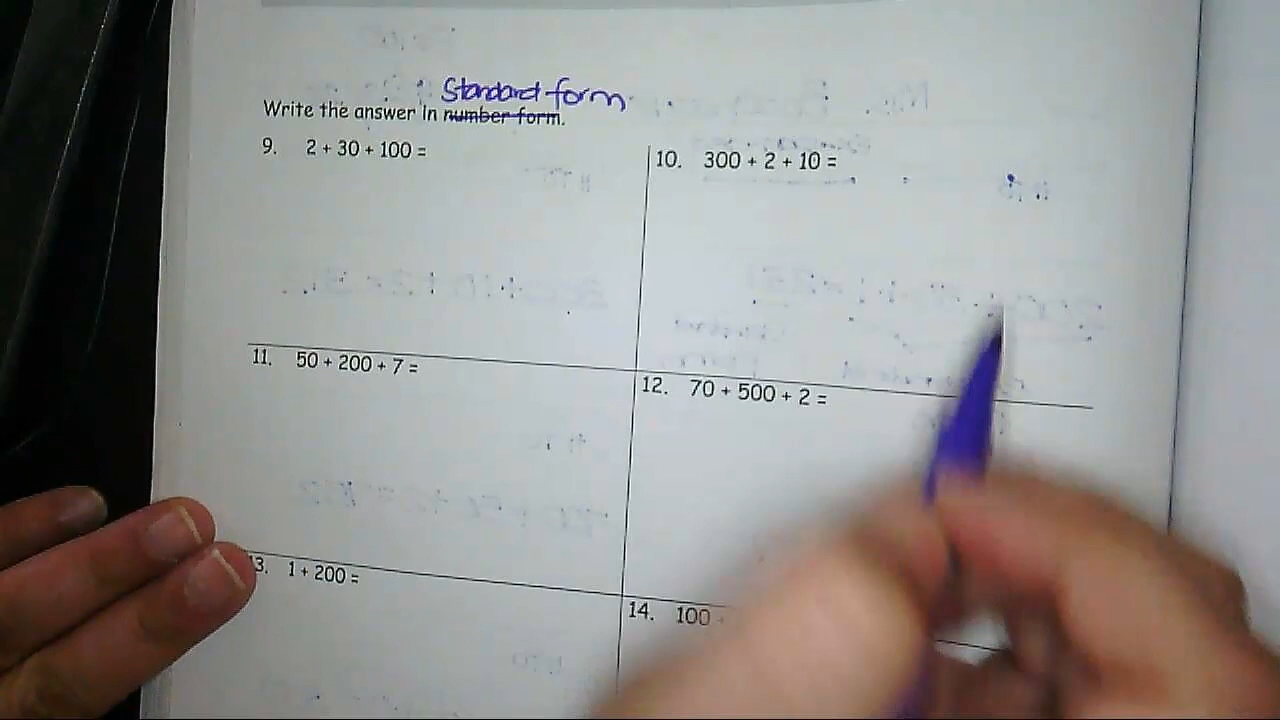 Standard form
Write the answer in number form.
9. 2 + 30 + 100 =
10. 300 + 2 + 10 =
11. 50 + 200 + 7 =
12. 70 + 500 + 2 =
13. 1 + 200 =
14. 100 +